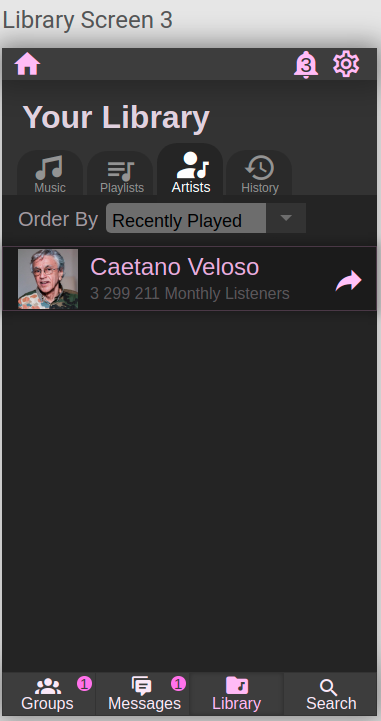 Library Screen 3
3
Your Library
Music Playlists Artists History
Order By Recently Played
Caetano Veloso
3 299 211 Monthly Listeners
1 1
Groups Messages Library Search